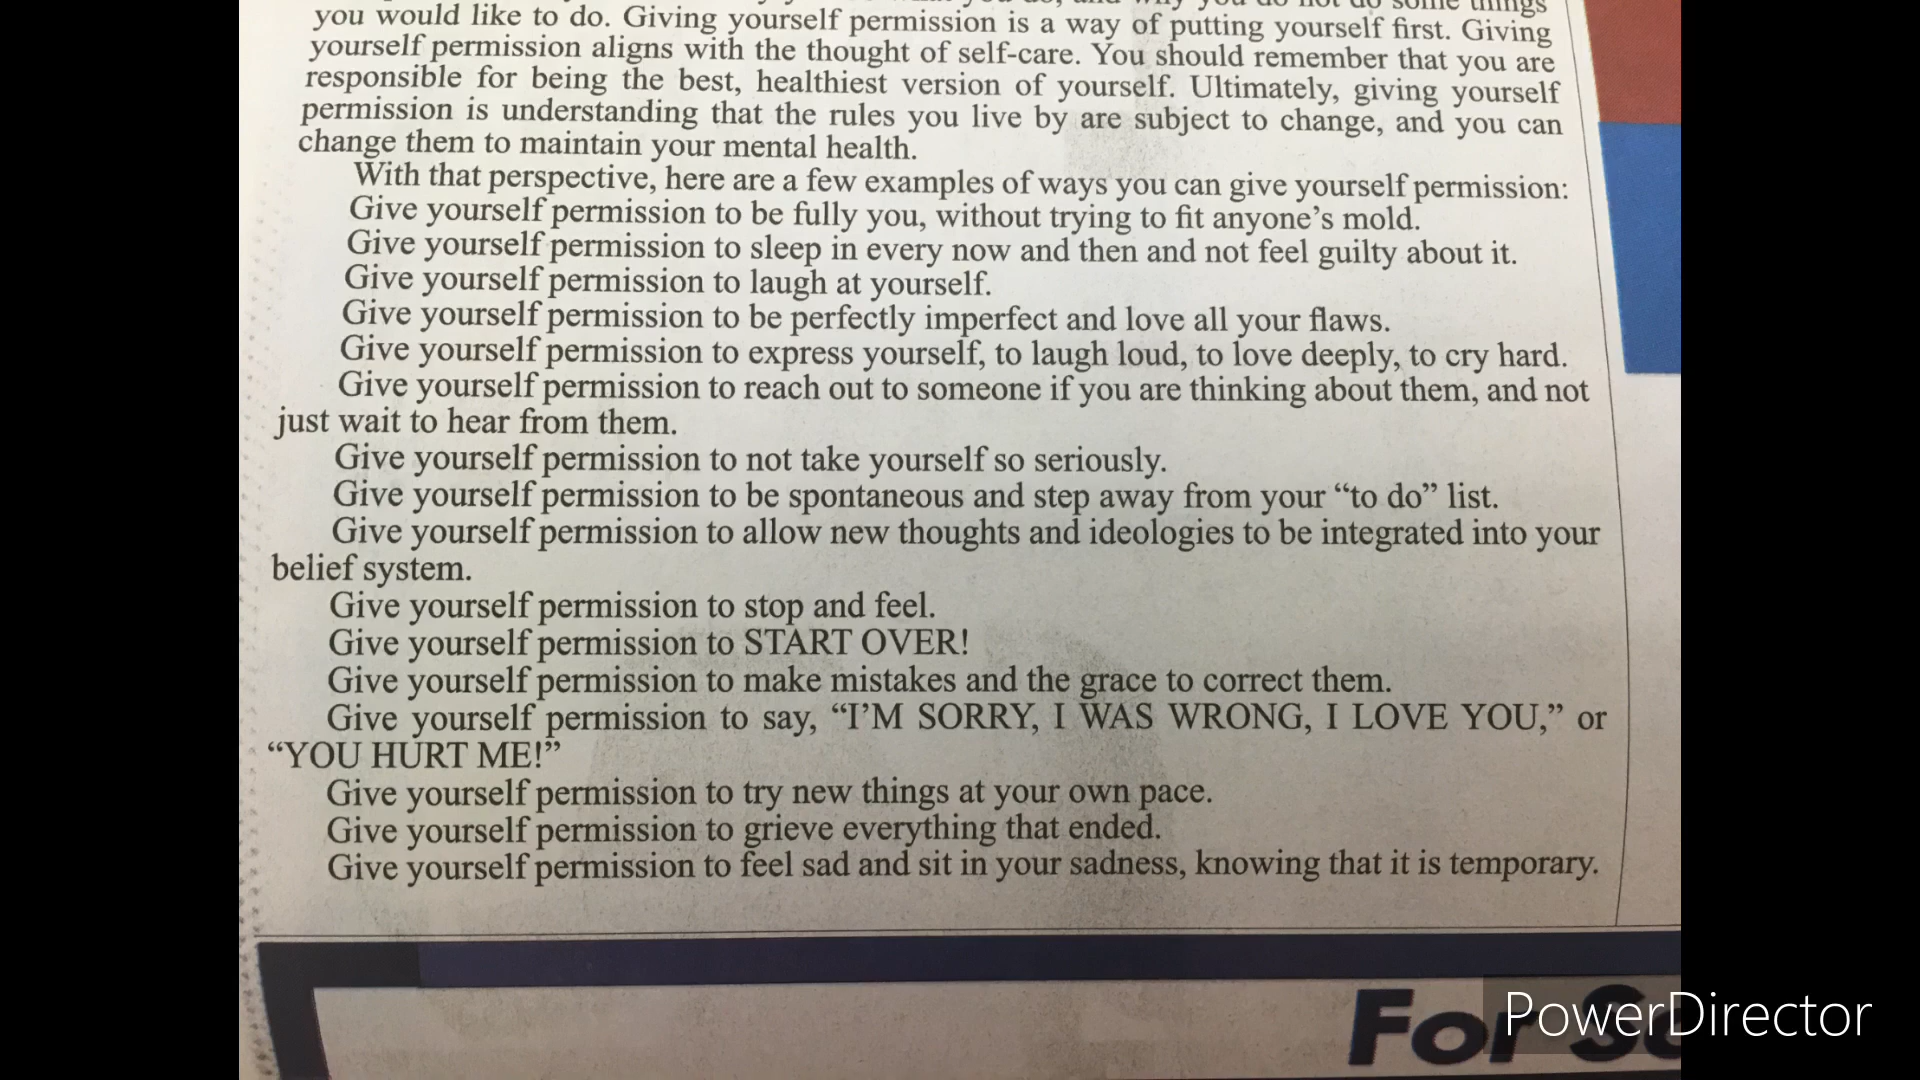 you would like to do. Giving yourself permission is a way of putting yourself first. Giving
yourself permission aligns with the thought of self-care. You should remember that you are
responsible for being the best, healthiest version of yourself. Ultimately, giving yourself
permission is understanding that the rules you live by are subject to change, and you can
change them to maintain your mental health.
With that perspective, here are a few examples of ways you can give yourself permission:
Give yourself permission to be fully you, without trying to fit anyone’s mold.
Give yourself permission to sleep in every now and then and not feel guilty about it.
Give yourself permission to laugh at yourself.
Give yourself permission to be perfectly imperfect and love all your flaws.
Give yourself permission to express yourself, to laugh loud, to love deeply, to cry hard.
Give yourself permission to reach out to someone if you are thinking about them, and not
just wait to hear from them.
Give yourself permission to not take yourself so seriously.
Give yourself permission to be spontaneous and step away from your “to do” list.
Give yourself permission to allow new thoughts and ideologies to be integrated into your
belief system.
Give yourself permission to stop and feel.
Give yourself permission to START OVER!
Give yourself permission to make mistakes and the grace to correct them.
Give yourself permission to say, “I’M SORRY, I WAS WRONG, I LOVE YOU,” or
“YOU HURT ME!”
Give yourself permission to try new things at your own pace.
Give yourself permission to grieve everything that ended.
Give yourself permission to feel sad and sit in your sadness, knowing that it is temporary.
For
PowerDirector